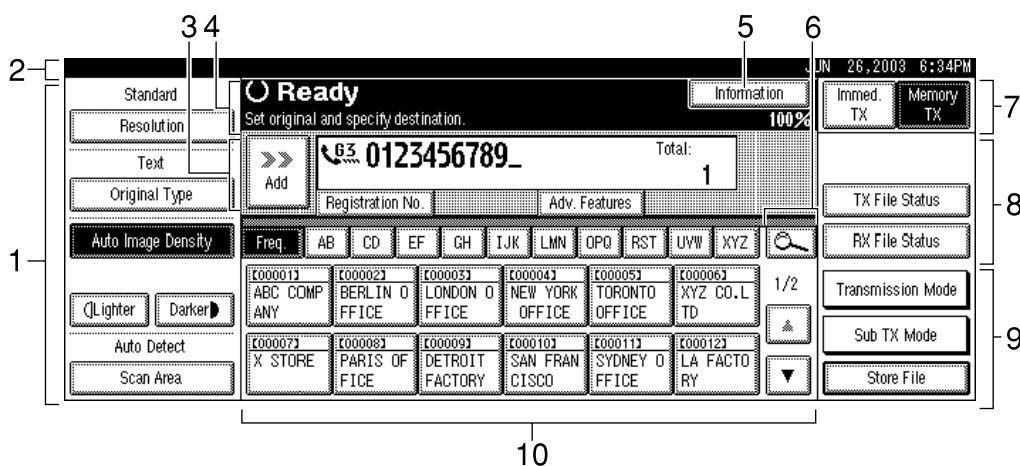 3 4 5 6
2
JUN 26,2003 6:34PM
1
Standard
Resolution
Text
Original Type
Auto Image Density
Lighter Darker
Auto Detect
Scan Area
Ready
Information
Set original and specify destination. 100%
Add
G3 0123456789_
Total:
1
Registration No. Adv. Features
Freq. AB CD EF GH IJK LMN OPQ RST UVW XYZ
[00001] [00002] [00003] [00004] [00005] [00006]
ABC COMP BERLIN O LONDON O NEW YORK TORONTO XYZ CO.L
ANY FFICE FFICE OFFICE OFFICE TD
[00007] [00008] [00009] [00010] [00011] [00012]
X STORE PARIS OF DETROIT SAN FRAN SYDNEY O LA FACTO
FICE FACTORY CISCO FFICE RY
1/2
Immed. TX
Memory TX
7
TX File Status
8
RX File Status
Transmission Mode
Sub TX Mode
9
Store File
10